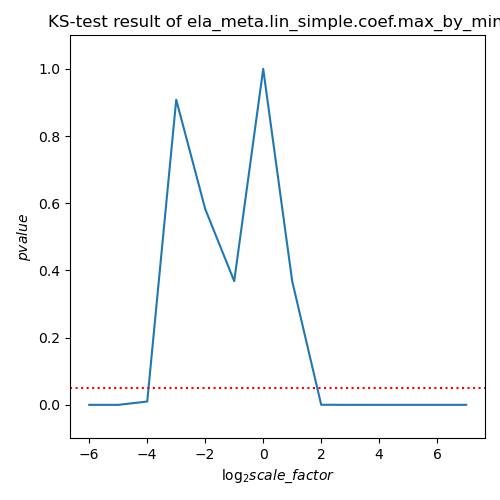 KS-test result of ela_meta.lin_simple.coef.max_by_min
1.0
0.8
0.6
0.4
0.2
0.0
pvalue
−6 −4 −2 0 2 4 6
log₂scale_factor